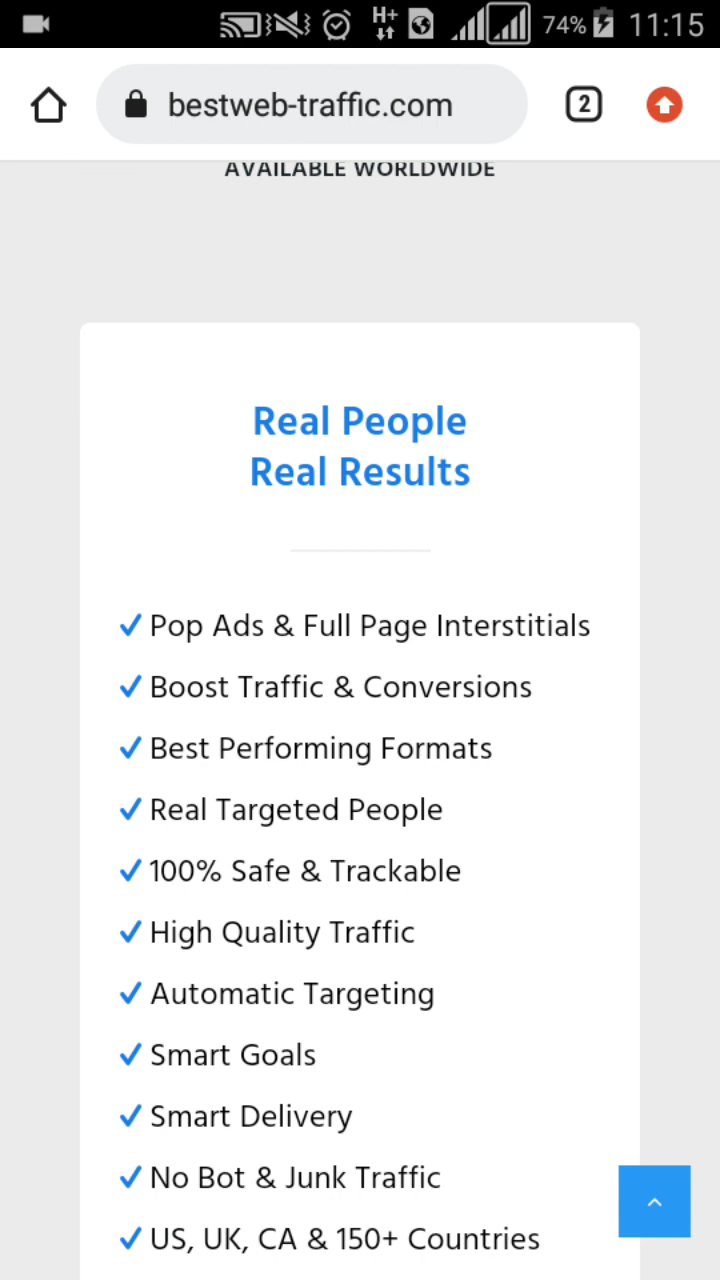 H+
74%
11:15
bestweb-traffic.com
2
AVAILABLE WORLDWIDE
Real People
Real Results
Pop Ads & Full Page Interstitials
Boost Traffic & Conversions
Best Performing Formats
Real Targeted People
100% Safe & Trackable
High Quality Traffic
Automatic Targeting
Smart Goals
Smart Delivery
No Bot & Junk Traffic
US, UK, CA & 150+ Countries